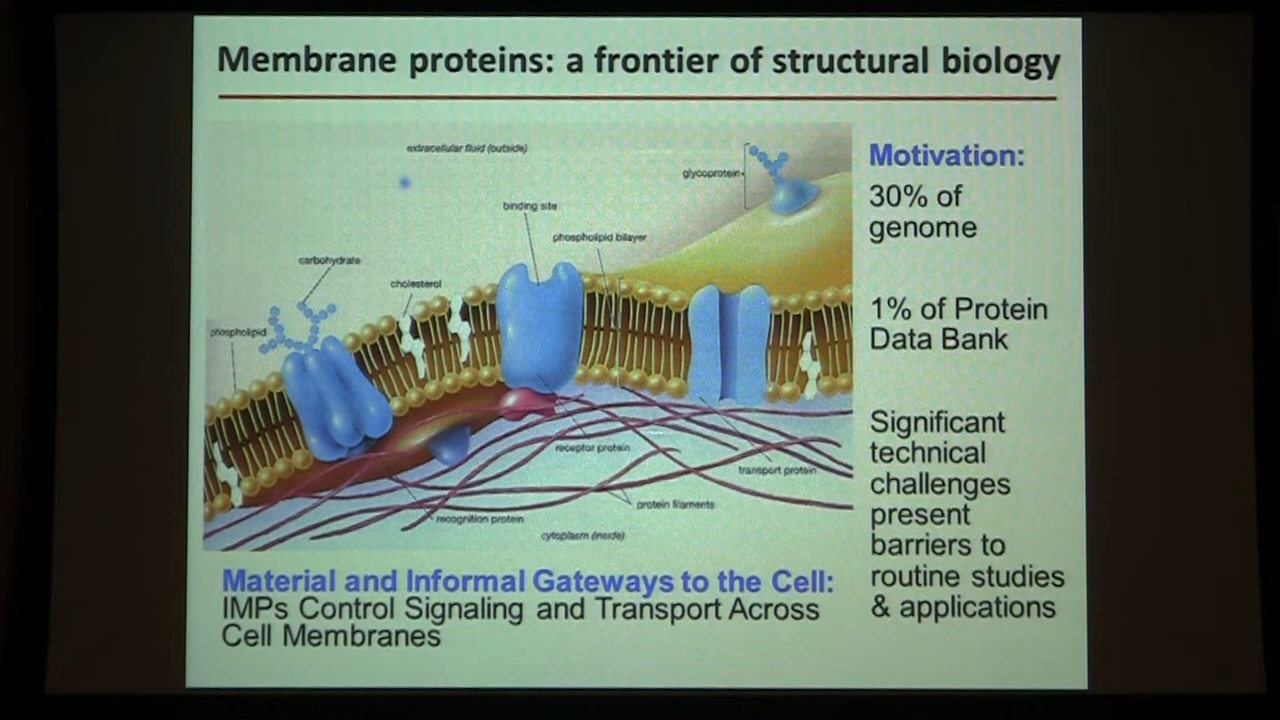 Membrane proteins: a frontier of structural biology
extracellular fluid (outside)
glycoprotein
binding site
phospholipid bilayer
carbohydrate
cholesterol
phospholipid
receptor protein
transport protein
protein filaments
recognition protein
cytoplasm (inside)
Material and Informal Gateways to the Cell:
IMPs Control Signaling and Transport Across
Cell Membranes
Motivation:
30% of
genome
1% of Protein
Data Bank
Significant
technical
challenges
present
barriers to
routine studies
& applications